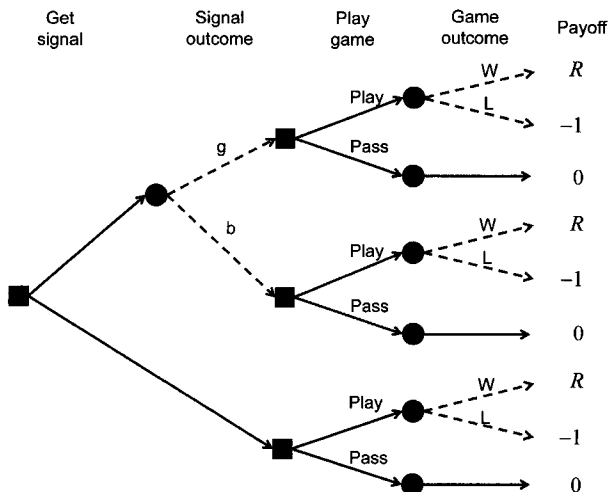 Get signal
Signal outcome
Play game
Game outcome
Payoff
W
R
Play
L
−1
g
Pass
0
b
W
R
Play
L
−1
Pass
0
W
R
Play
L
−1
Pass
0